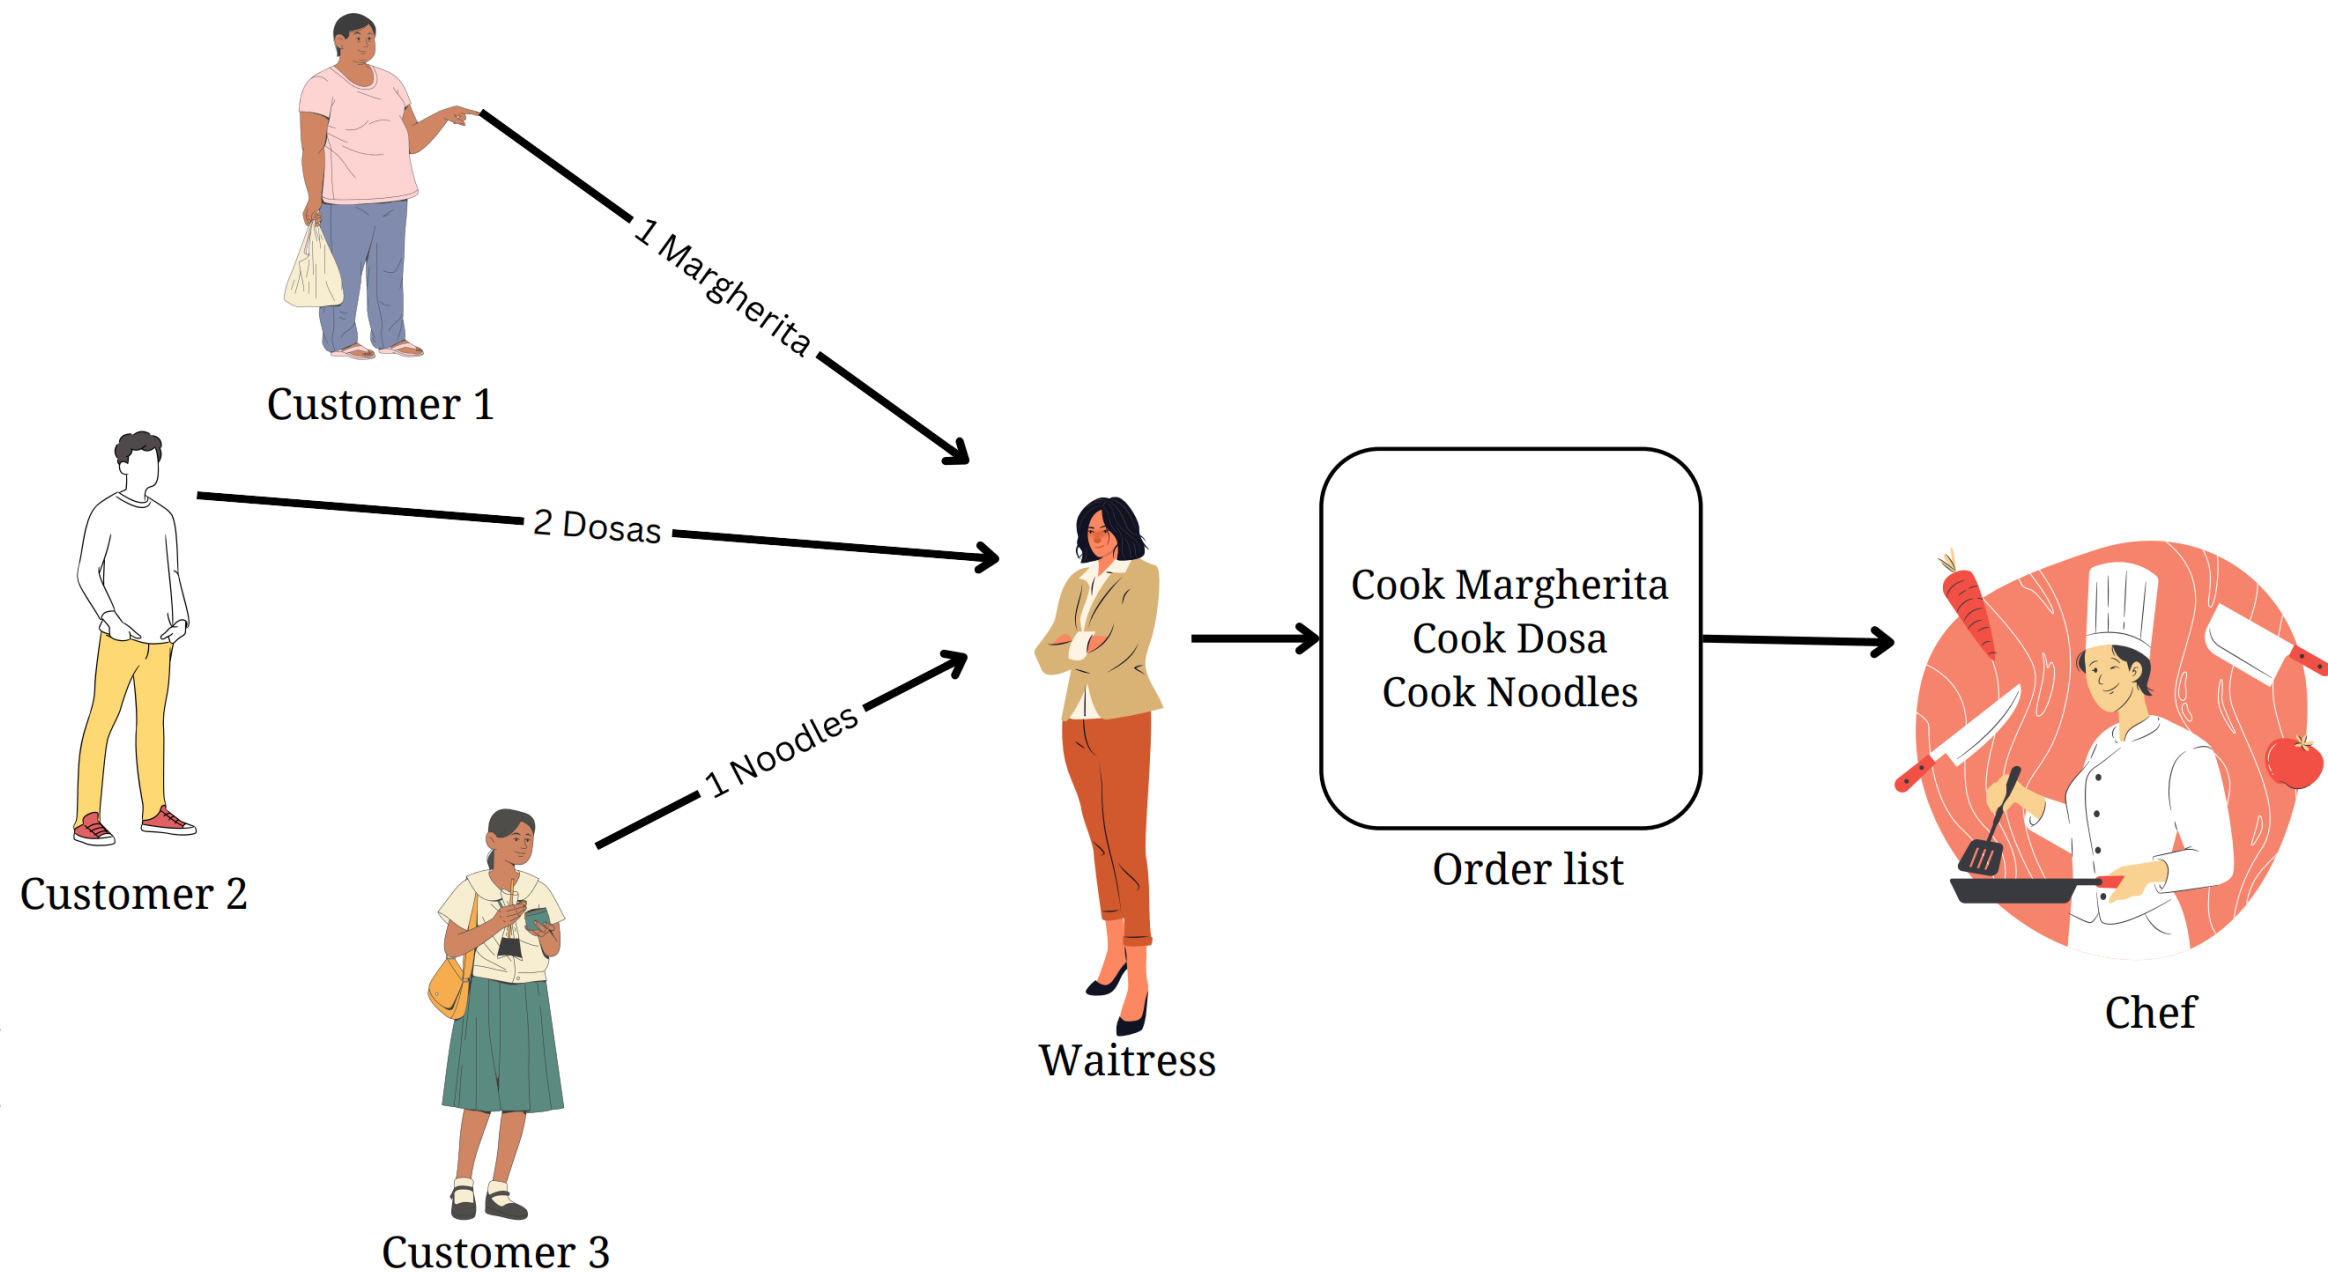 1 Margherita
Customer 1
2 Dosas
Cook Margherita
Cook Dosa
Cook Noodles
1 Noodles
Order list
Customer 2
Chef
Waitress
Customer 3